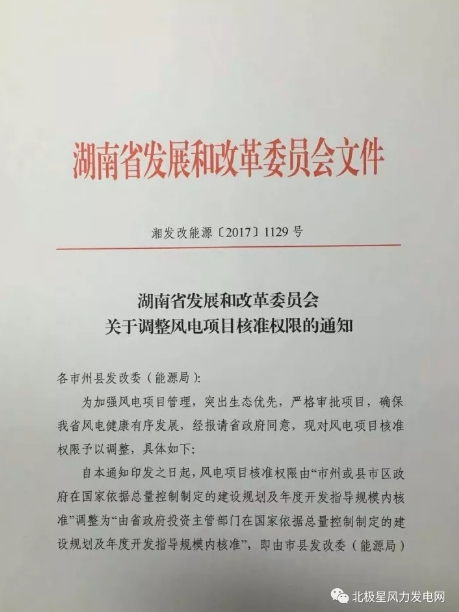 湖南省发展和改革委员会文件
湘发改能源〔2017〕1129号
湖南省发展和改革委员会
关于调整风电项目核准权限的通知
各市州县发改委（能源局）：
为加强风电项目管理，突出生态优先，严格审批项目，确保
我省风电健康有序发展，经报请省政府同意，现对风电项目核准
权限予以调整，具体如下：
自本通知印发之日起，风电项目核准权限由“市州或县市区政
府在国家依据总量控制制定的建设规划及年度开发指导规模内核
准”调整为“由省政府投资主管部门在国家依据总量控制制定的建
设规划及年度开发指导规模内核准”，即由市县发改委（能源局）
北极星风力发电网